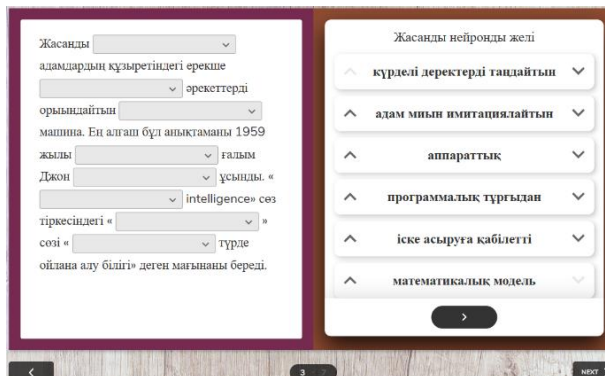 Жасанды
адамдардың құзыретіндегі ерекше
әрекеттерді
орыындайтын
машина. Ең алғаш бұл анықтаманы 1959
жылы ғалым
Джон ұсынды. «
intelligence» сөз
тіркесіндегі « »
сөзі « түрде
ойлана алу білігі» деген мағынаны береді.
Жасанды нейронды желі
күрделі деректерді таңдайтын
адам миын имитациялайтын
аппараттық
программалық тұрғыдан
іске асыруға қабілетті
математикалық модель
3 7
NEXT